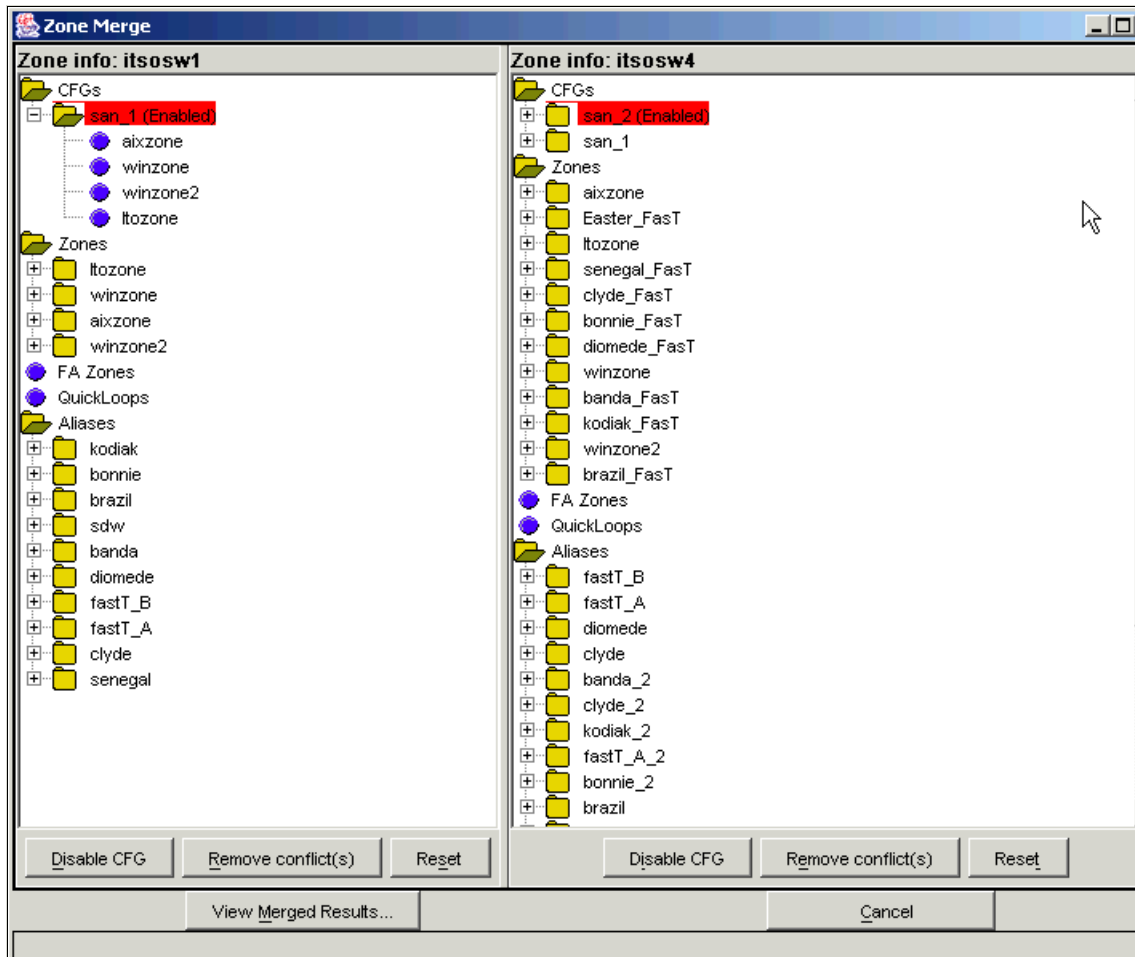 Zone Merge
Zone info: itsosw1
CFGs
san_1 (Enabled)
aixzone
winzone
winzone2
ltozone
Zones
ltozone
winzone
aixzone
winzone2
FA Zones
QuickLoops
Aliases
kodiak
bonnie
brazil
sdw
banda
diomede
fastT_B
fastT_A
clyde
senegal
Disable CFG
Remove conflict(s)
Reset
Zone info: itsosw4
CFGs
san_2 (Enabled)
san_1
Zones
aixzone
Easter_FasT
ltozone
senegal_FasT
clyde_FasT
bonnie_FasT
diomede_FasT
winzone
banda_FasT
kodiak_FasT
winzone2
brazil_FasT
FA Zones
QuickLoops
Aliases
fastT_B
fastT_A
diomede
clyde
banda_2
clyde_2
kodiak_2
fastT_A_2
bonnie_2
brazil
Disable CFG
Remove conflict(s)
Reset
View Merged Results...
Cancel